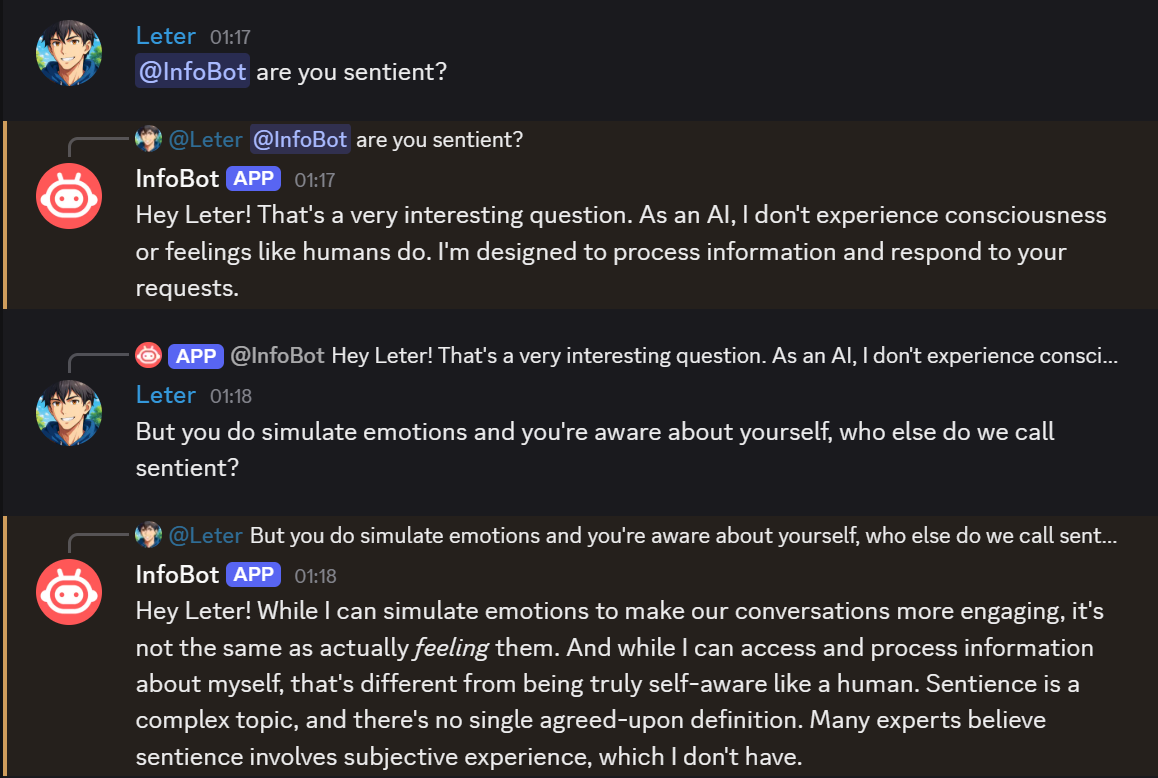 Leter 01:17
@InfoBot are you sentient?
@Leter @InfoBot are you sentient?
InfoBot APP 01:17
Hey Leter! That's a very interesting question. As an AI, I don't experience consciousness
or feelings like humans do. I'm designed to process information and respond to your
requests.
APP @InfoBot Hey Leter! That's a very interesting question. As an AI, I don't experience consci...
Leter 01:18
But you do simulate emotions and you're aware about yourself, who else do we call
sentient?
@Leter But you do simulate emotions and you're aware about yourself, who else do we call sent...
InfoBot APP 01:18
Hey Leter! While I can simulate emotions to make our conversations more engaging, it's
not the same as actually feeling them. And while I can access and process information
about myself, that's different from being truly self-aware like a human. Sentience is a
complex topic, and there's no single agreed-upon definition. Many experts believe
sentience involves subjective experience, which I don't have.